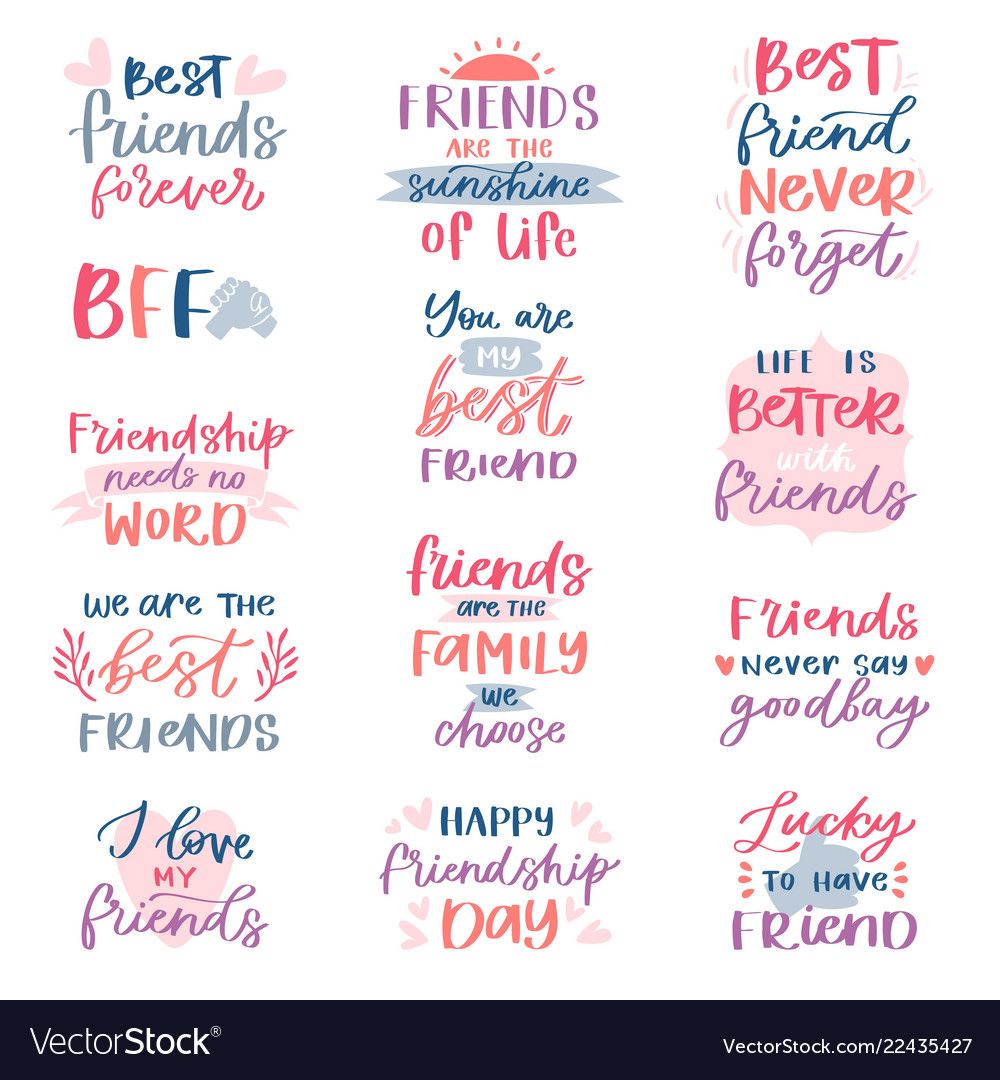 Best
friends
forever
BFF
Friendship
needs no
WORD
we are THE
best
FRIeNDS
I love
MY
friends
FRIENDS
ARE THE
sunshine
of life
You are
MY
best
FRIEND
friends
are the
FAMILY
we
choose
HAPPY
friendship
DAY
BEST
friend
NeveR
forget
LIFE IS
BeTTeR
with
friends
Friends
Never say
goodbay
Lucky
TO Have
FRIEND
VectorStock®
VectorStock.com/22435427